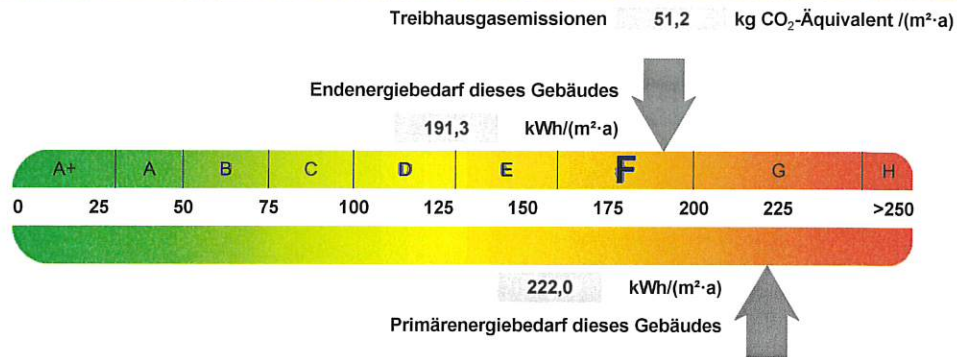 Treibhausgasemissionen 51,2 kg CO₂-Äquivalent /(m²·a)
Endenergiebedarf dieses Gebäudes
191,3 kWh/(m²·a)
A+ A B C D E F G H
0 25 50 75 100 125 150 175 200 225 >250
222,0 kWh/(m²·a)
Primärenergiebedarf dieses Gebäudes